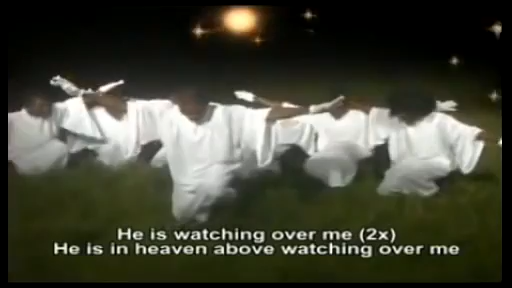 He is watching over me (2x)
He is in heaven above watching over me